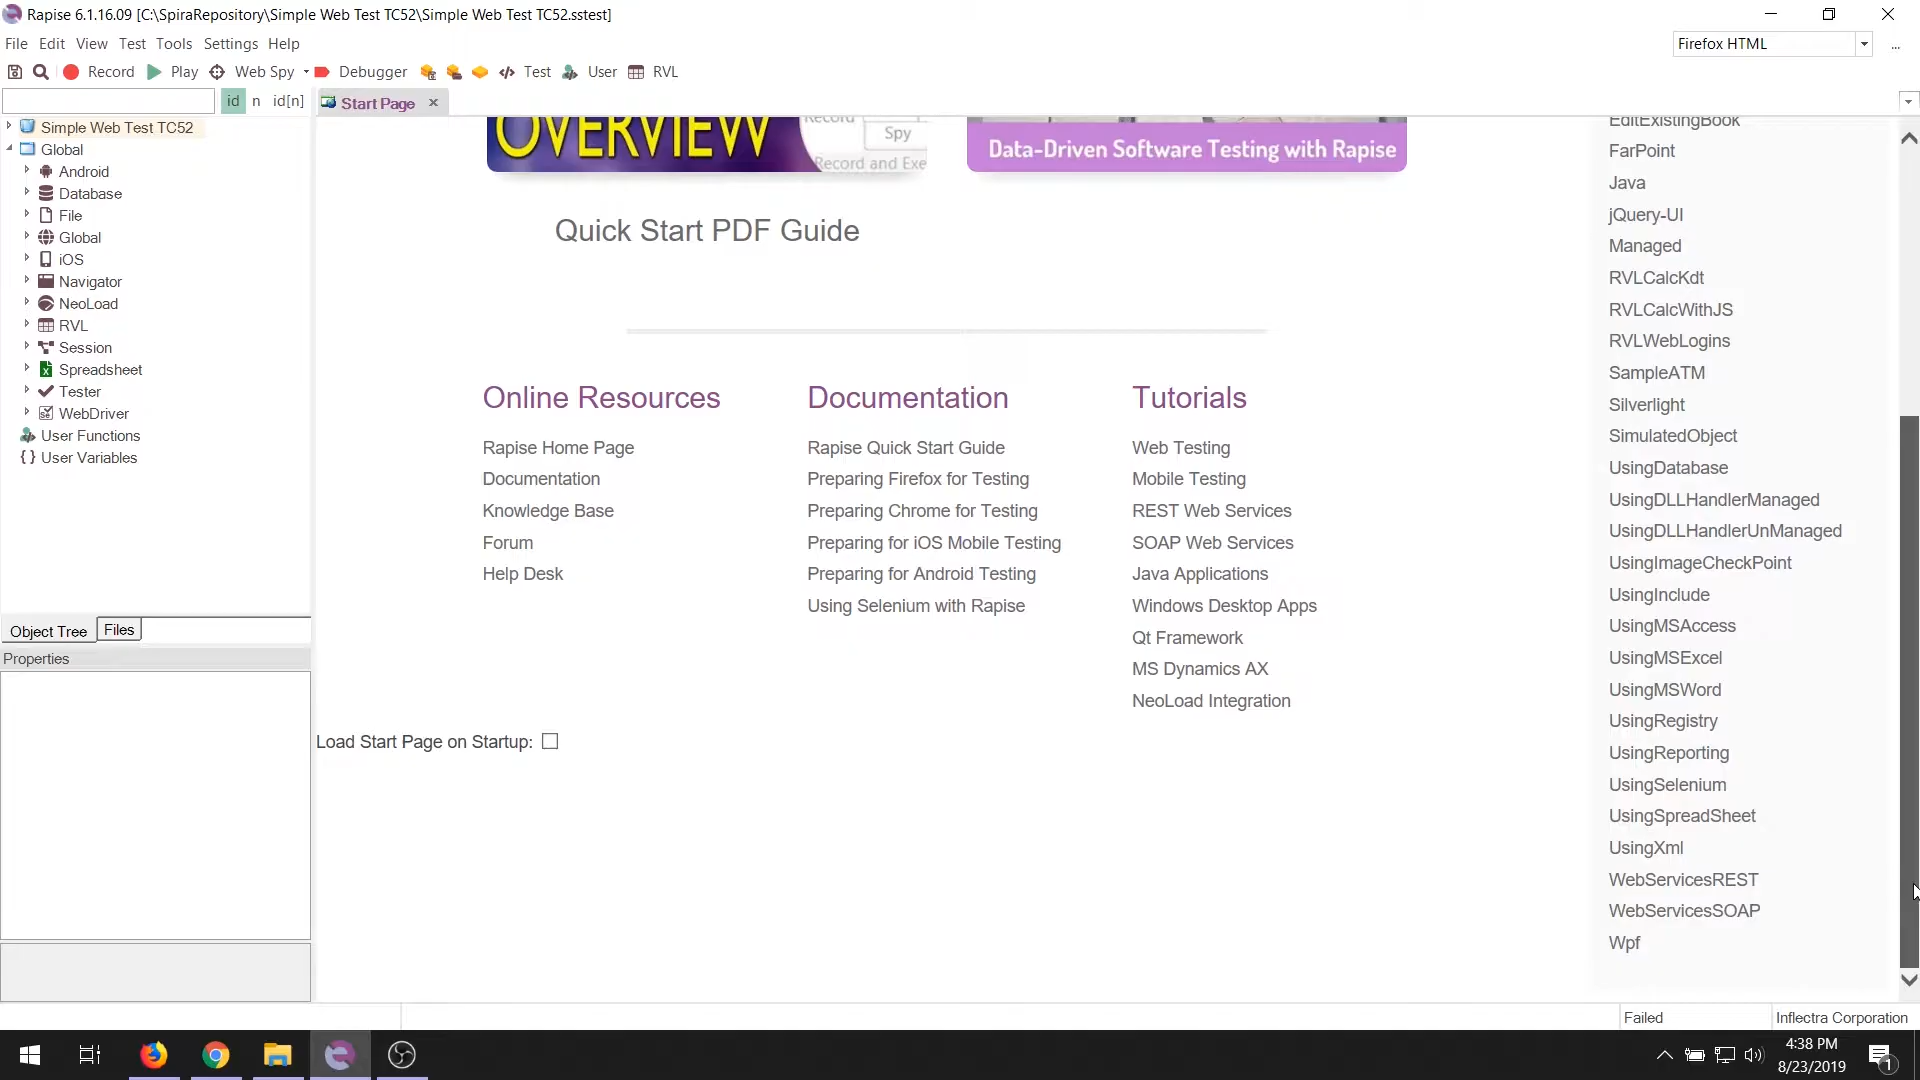 Rapise 6.1.16.09 [C:\SpiraRepository\Simple Web Test TC52\Simple Web Test TC52.sstest]
File Edit View Test Tools Settings Help
Firefox HTML
...
Record Play Web Spy Debugger Test User RVL
id n id[n]
Start Page
Simple Web Test TC52
Global
Android
Database
File
Global
iOS
Navigator
NeoLoad
RVL
Session
Spreadsheet
Tester
WebDriver
User Functions
User Variables
Object Tree Files
Properties
OVERVIEW
Record
Spy
Record and Exe
Data-Driven Software Testing with Rapise
Quick Start PDF Guide
Online Resources
Rapise Home Page
Documentation
Knowledge Base
Forum
Help Desk
Documentation
Rapise Quick Start Guide
Preparing Firefox for Testing
Preparing Chrome for Testing
Preparing for iOS Mobile Testing
Preparing for Android Testing
Using Selenium with Rapise
Tutorials
Web Testing
Mobile Testing
REST Web Services
SOAP Web Services
Java Applications
Windows Desktop Apps
Qt Framework
MS Dynamics AX
NeoLoad Integration
Load Start Page on Startup:
EditExistingBook
FarPoint
Java
jQuery-UI
Managed
RVLCalcKdt
RVLCalcWithJS
RVLWebLogins
SampleATM
Silverlight
SimulatedObject
UsingDatabase
UsingDLLHandlerManaged
UsingDLLHandlerUnManaged
UsingImageCheckPoint
UsingInclude
UsingMSAccess
UsingMSExcel
UsingMSWord
UsingRegistry
UsingReporting
UsingSelenium
UsingSpreadSheet
UsingXml
WebServicesREST
WebServicesSOAP
Wpf
Failed
Inflectra Corporation
4:38 PM
8/23/2019
1